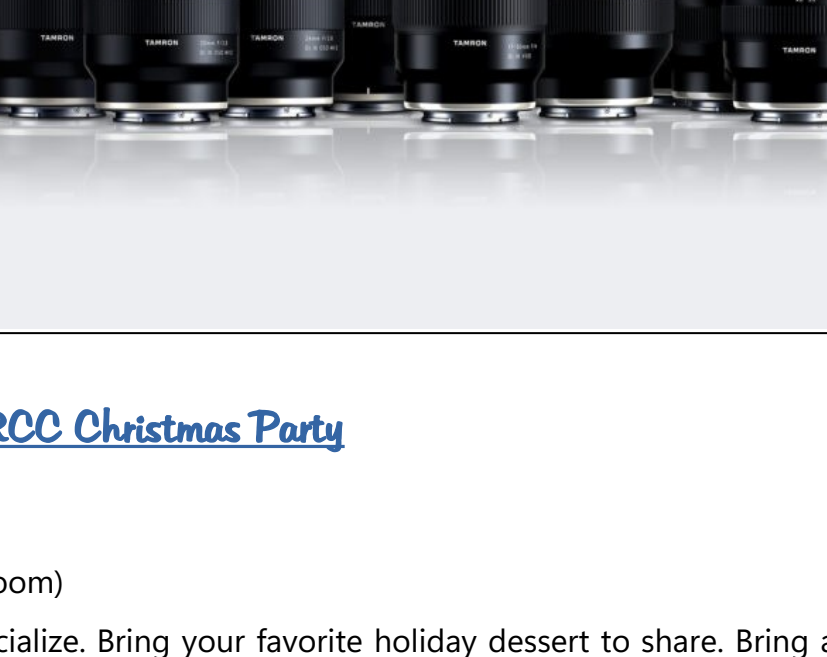 TAMRON TAMRON TAMRON TAMRON TAMRON TAMRON
RCC Christmas Party
oom)
cialize. Bring your favorite holiday dessert to share. Bring a